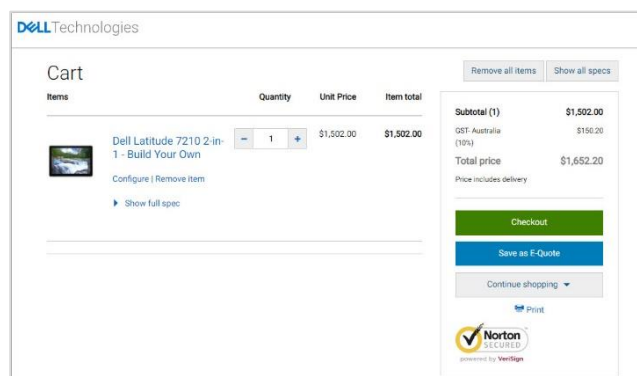 DELLTechnologies
Cart
Remove all items
Show all specs
Items
Quantity
Unit Price
Item total
Dell Latitude 7210 2-in-
1 - Build Your Own
− 1 +
$1,502.00
$1,502.00
Configure | Remove Item
Show full spec
Subtotal (1)
$1,502.00
GST- Australia
(10%)
$150.20
Total price
$1,652.20
Price includes delivery
Checkout
Save as E-Quote
Continue shopping
Print
Norton
SECURED
powered by VeriSign